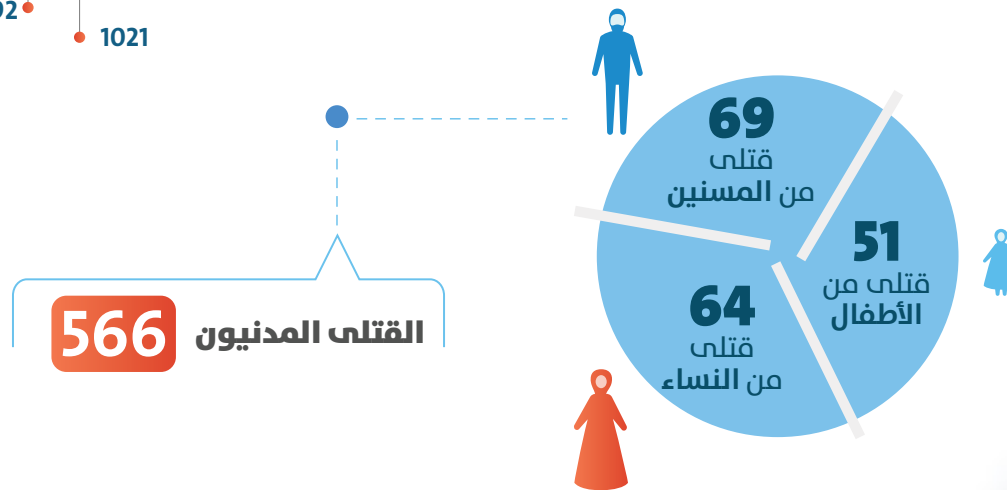 1021
69
قتلى
من المسنين
51
قتلى من
الأطفال
64
قتلى
من النساء
القتلى المدنيون 566